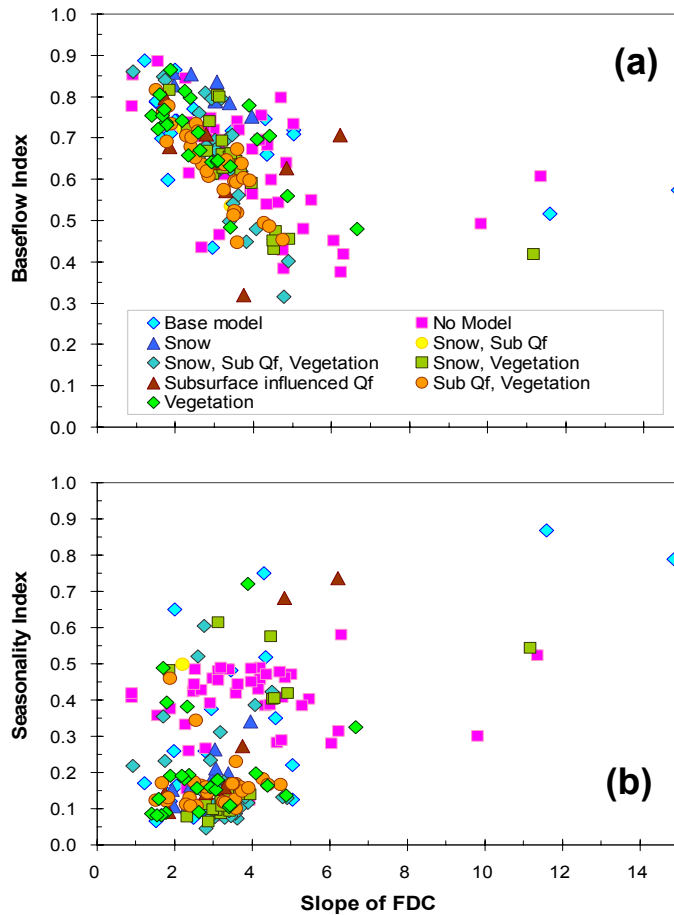 (a)
Baseflow Index
1.0
0.9
0.8
0.7
0.6
0.5
0.4
0.3
0.2
0.1
0.0
Base model
No Model
Snow
Snow, Sub Qf
Snow, Sub Qf, Vegetation
Snow, Vegetation
Subsurface influenced Qf
Sub Qf, Vegetation
Vegetation
(b)
Seasonality Index
1.0
0.9
0.8
0.7
0.6
0.5
0.4
0.3
0.2
0.1
0.0
0 2 4 6 8 10 12 14
Slope of FDC